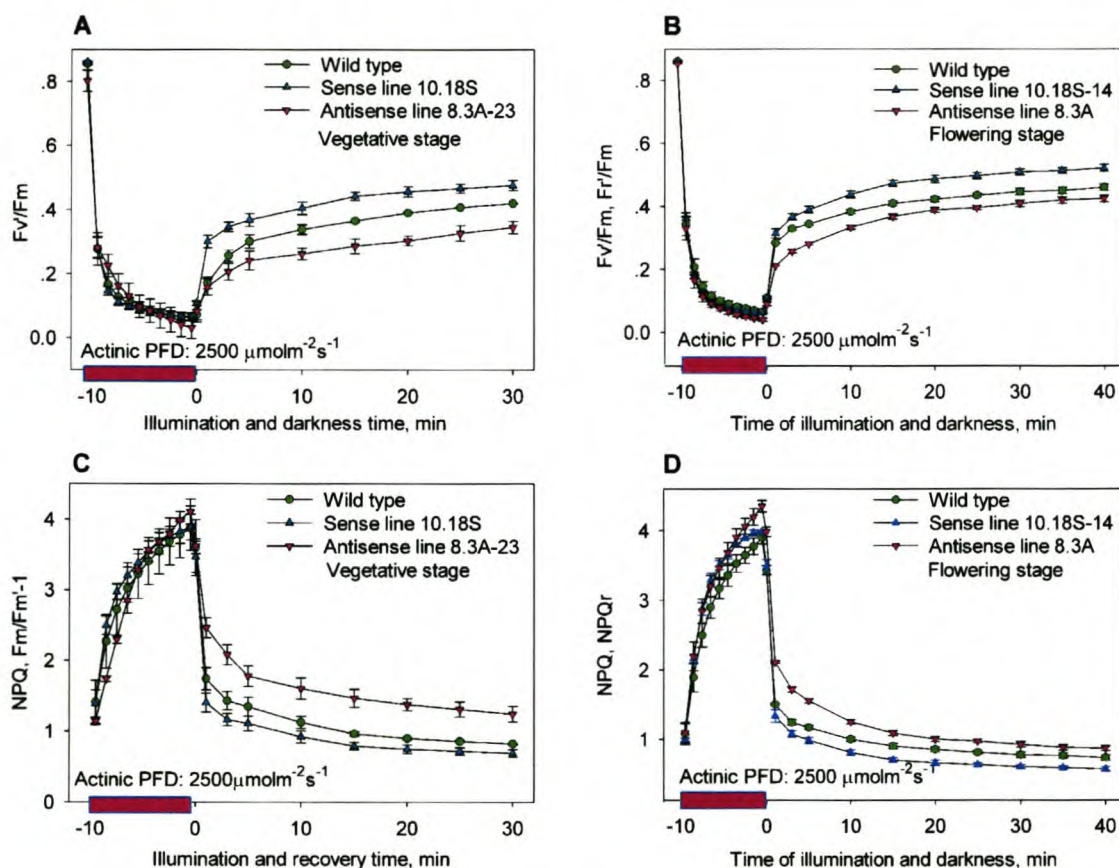 A
Wild type
Sense line 10.18S
Antisense line 8.3A-23
Vegetative stage
Fv'/Fm
.8
.6
.4
.2
0.0
Actinic PFD: 2500 μmolm⁻²s⁻¹
-10 0 10 20 30
Illumination and darkness time, min
B
Wild type
Sense line 10.18S-14
Antisense line 8.3A
Flowering stage
Fv/Fm, Fr'/Fm
.8
.6
.4
.2
0.0
Actinic PFD: 2500 μmolm⁻²s⁻¹
-10 0 10 20 30 40
Time of illumination and darkness, min
C
Wild type
Sense line 10.18S
Antisense line 8.3A-23
Vegetative stage
NPQ, Fm/Fm'-1
4
3
2
1
0
Actinic PFD: 2500μmolm⁻²s⁻¹
-10 0 10 20 30
Illumination and recovery time, min
D
Wild type
Sense line 10.18S-14
Antisense line 8.3A
Flowering stage
NPQ, NPQr
4
3
2
1
Actinic PFD: 2500 μmolm⁻²s⁻¹
-10 0 10 20 30 40
Time of illumination and darkness, min